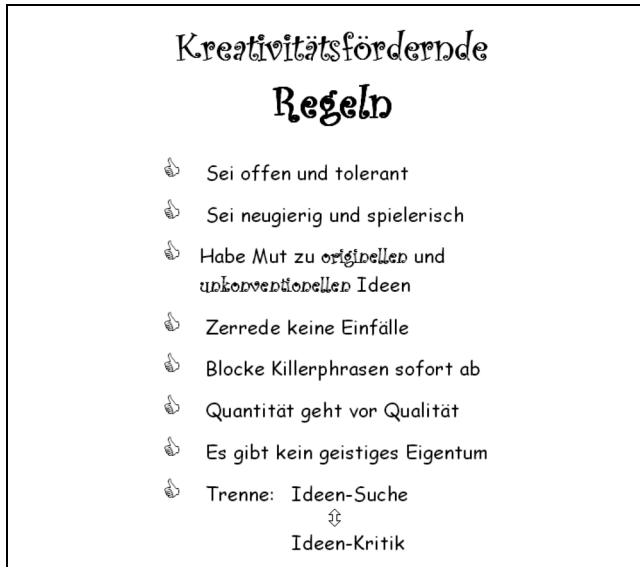 Kreativitätsfördernde
Regeln
Sei offen und tolerant
Sei neugierig und spielerisch
Habe Mut zu originellen und
unkonventionellen Ideen
Zerrede keine Einfälle
Blocke Killerphrasen sofort ab
Quantität geht vor Qualität
Es gibt kein geistiges Eigentum
Trenne: Ideen-Suche
Ideen-Kritik